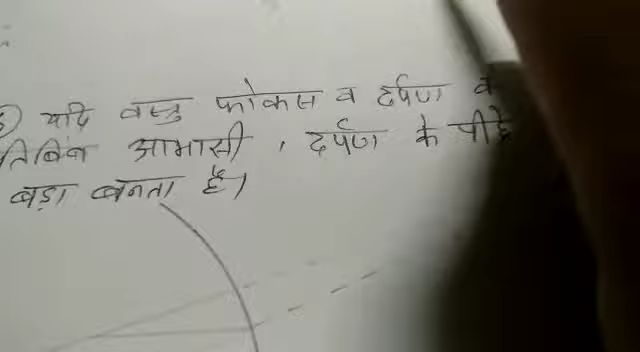 यदि वस्तु फोकस व दर्पण
आभासी, दर्पण के पीछे
बड़ा बनता है।